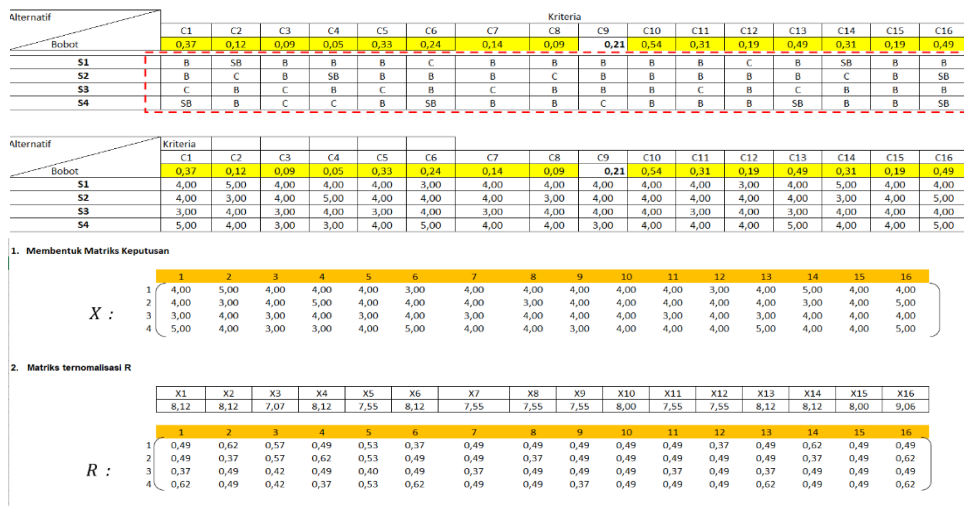 Alternatif Kriteria
C1 C2 C3 C4 C5 C6 C7 C8 C9 C10 C11 C12 C13 C14 C15 C16
Bobot 0,37 0,12 0,09 0,05 0,33 0,24 0,14 0,09 0,21 0,54 0,31 0,19 0,49 0,31 0,19 0,49
S1 B SB B B B C B B B B B C B SB B B
S2 B C B SB B B B C B B B B B C B SB
S3 C B C B C B C B B B C B C B B B
S4 SB B C C B SB B B C B B B SB B B SB
Alternatif Kriteria
C1 C2 C3 C4 C5 C6 C7 C8 C9 C10 C11 C12 C13 C14 C15 C16
Bobot 0,37 0,12 0,09 0,05 0,33 0,24 0,14 0,09 0,21 0,54 0,31 0,19 0,49 0,31 0,19 0,49
S1 4,00 5,00 4,00 4,00 4,00 3,00 4,00 4,00 4,00 4,00 4,00 3,00 4,00 5,00 4,00 4,00
S2 4,00 3,00 4,00 5,00 4,00 4,00 4,00 3,00 4,00 4,00 4,00 4,00 4,00 3,00 4,00 5,00
S3 3,00 4,00 3,00 4,00 3,00 4,00 3,00 4,00 4,00 4,00 3,00 4,00 3,00 4,00 4,00 4,00
S4 5,00 4,00 3,00 3,00 4,00 5,00 4,00 4,00 3,00 4,00 4,00 4,00 5,00 4,00 4,00 5,00
1. Membentuk Matriks Keputusan
1 2 3 4 5 6 7 8 9 10 11 12 13 14 15 16
1 4,00 5,00 4,00 4,00 4,00 3,00 4,00 4,00 4,00 4,00 4,00 3,00 4,00 5,00 4,00 4,00
2 4,00 3,00 4,00 5,00 4,00 4,00 4,00 3,00 4,00 4,00 4,00 4,00 4,00 3,00 4,00 5,00
X :
3 3,00 4,00 3,00 4,00 3,00 4,00 3,00 4,00 4,00 4,00 3,00 4,00 3,00 4,00 4,00 4,00
4 5,00 4,00 3,00 3,00 4,00 5,00 4,00 4,00 3,00 4,00 4,00 4,00 5,00 4,00 4,00 5,00
2. Matriks ternomalisasi R
X1 X2 X3 X4 X5 X6 X7 X8 X9 X10 X11 X12 X13 X14 X15 X16
8,12 8,12 7,07 8,12 7,55 8,12 7,55 7,55 7,55 8,00 7,55 7,55 8,12 8,12 8,00 9,06
1 2 3 4 5 6 7 8 9 10 11 12 13 14 15 16
1 0,49 0,62 0,57 0,49 0,53 0,37 0,49 0,49 0,49 0,49 0,49 0,37 0,49 0,62 0,49 0,49
2 0,49 0,37 0,57 0,62 0,53 0,49 0,49 0,37 0,49 0,49 0,49 0,49 0,49 0,37 0,49 0,62
R :
3 0,37 0,49 0,42 0,49 0,40 0,49 0,37 0,49 0,49 0,49 0,37 0,49 0,37 0,49 0,49 0,49
4 0,62 0,49 0,42 0,37 0,53 0,62 0,49 0,49 0,37 0,49 0,49 0,49 0,62 0,49 0,49 0,62